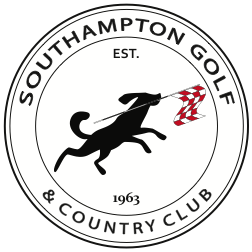 SOUTHAMPTON GOLF
EST.
1963
& COUNTRY CLUB